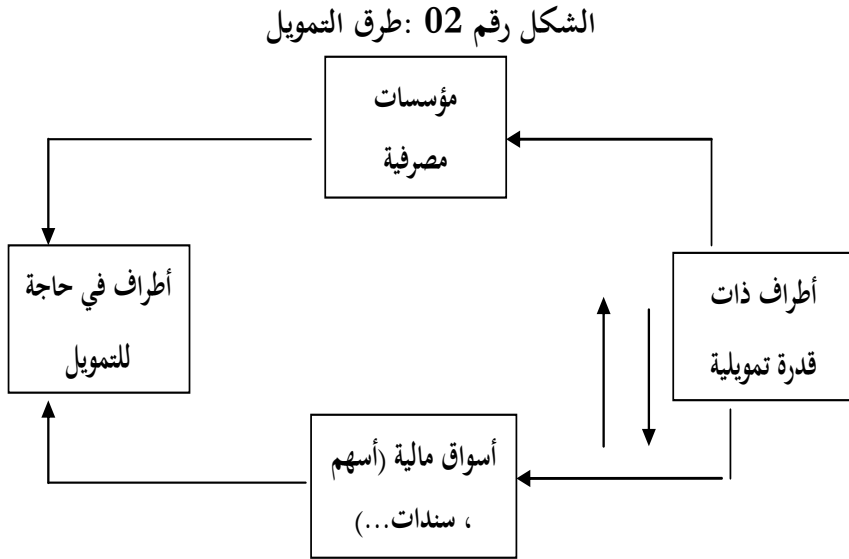 الشكل رقم 02 :طرق التمويل
مؤسسات
مصرفية
أطراف ذات
قدرة تمويلية
أطراف في حاجة
للتمويل
أسواق مالية (أسهم
، سندات...)